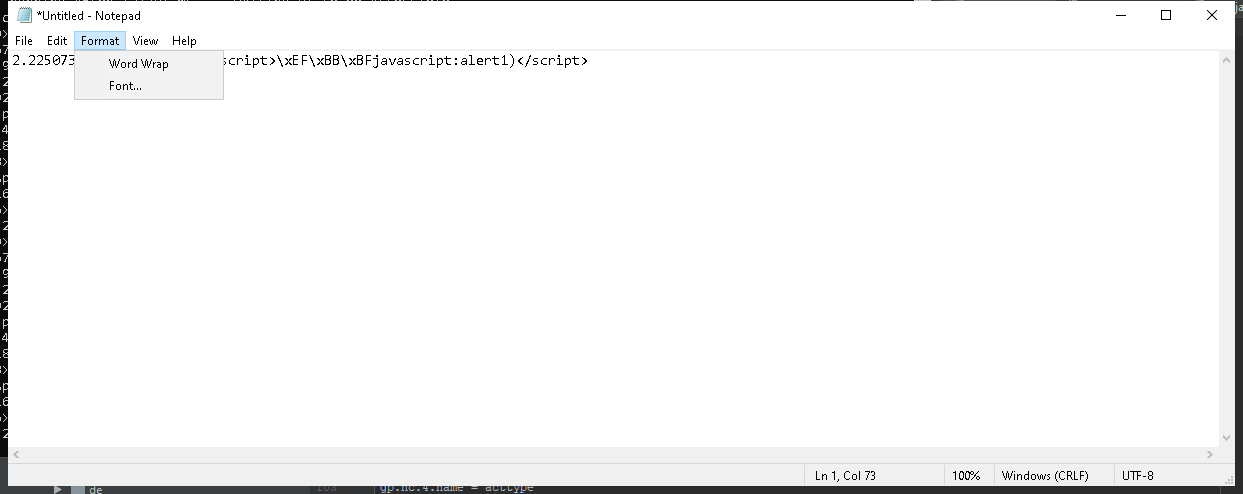 *Untitled - Notepad
File Edit Format View Help
2.225073 script>\xEF\xBB\xBFjavascript:alert1)</script>
Word Wrap
Font...
Ln 1, Col 73 100% Windows (CRLF) UTF-8
de
gp.nc.4.name = acttype